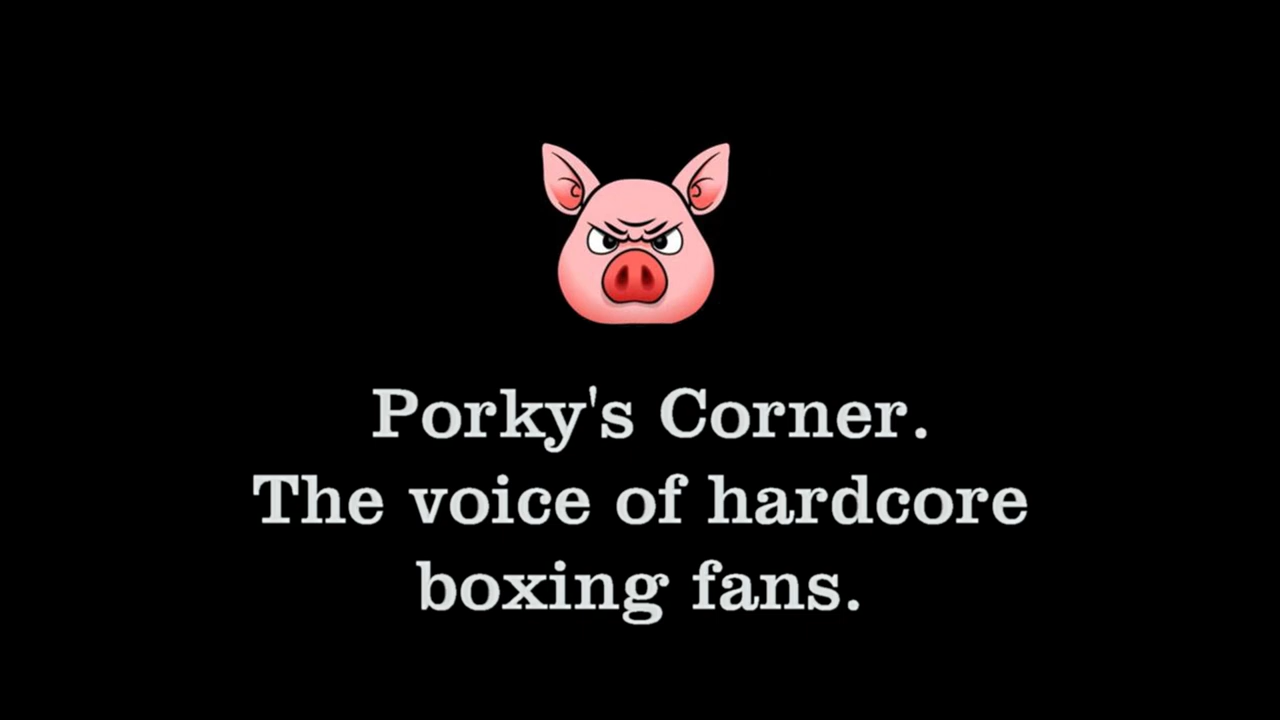 Porky's Corner.
The voice of hardcore
boxing fans.